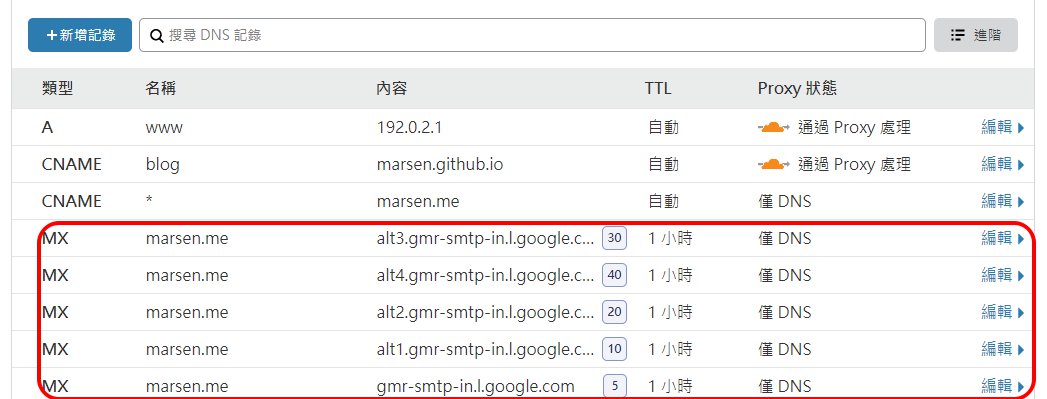 +新增記錄 搜尋 DNS 記錄 進階
類型 名稱 內容 TTL Proxy 狀態
A www 192.0.2.1 自動 通過 Proxy 處理 編輯
CNAME blog marsen.github.io 自動 通過 Proxy 處理 編輯
CNAME * marsen.me 自動 僅 DNS 編輯
MX marsen.me alt3.gmr-smtp-in.l.google.c... 30 1 小時 僅 DNS 編輯
MX marsen.me alt4.gmr-smtp-in.l.google.c... 40 1 小時 僅 DNS 編輯
MX marsen.me alt2.gmr-smtp-in.l.google.c... 20 1 小時 僅 DNS 編輯
MX marsen.me alt1.gmr-smtp-in.l.google.c... 10 1 小時 僅 DNS 編輯
MX marsen.me gmr-smtp-in.l.google.com 5 1 小時 僅 DNS 編輯